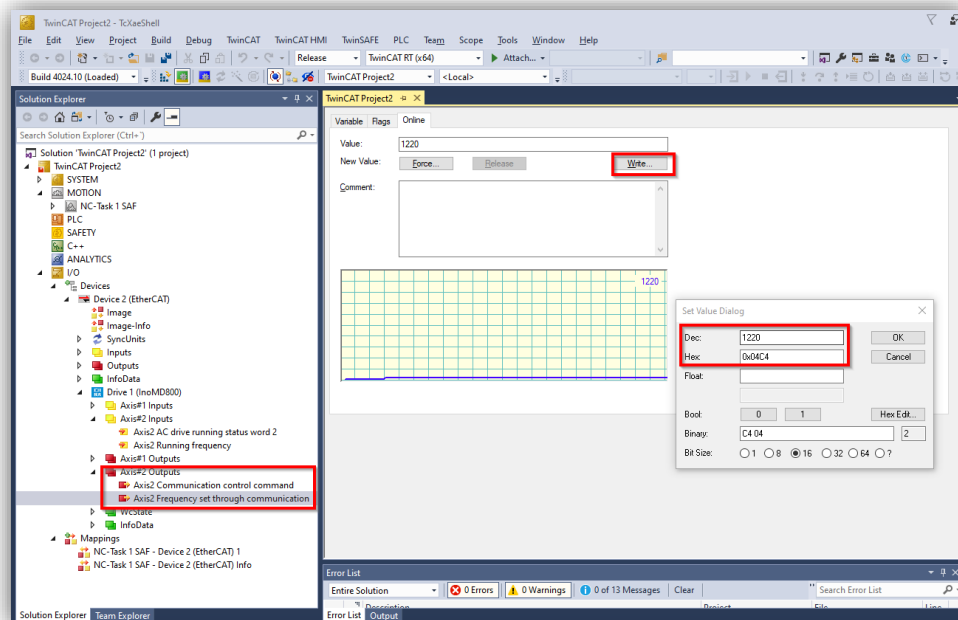 TwinCAT Project2 - TcXaeShell
File Edit View Project Build Debug TwinCAT TwinCAT HMI TwinSAFE PLC Team Scope Tools Window Help
Release TwinCAT RT (x64) Attach...
Build 4024.10 (Loaded) TwinCAT Project2 <Local>
Solution Explorer
Search Solution Explorer (Ctrl+')
Solution 'TwinCAT Project2' (1 project)
TwinCAT Project2
SYSTEM
MOTION
NC-Task 1 SAF
PLC
SAFETY
C++
ANALYTICS
I/O
Devices
Device 2 (EtherCAT)
Image
Image-Info
SyncUnits
Inputs
Outputs
InfoData
Drive 1 (InoMD800)
Axis#1 Inputs
Axis#2 Inputs
Axis2 AC drive running status word 2
Axis2 Running frequency
Axis#1 Outputs
Axis#2 Outputs
Axis2 Communication control command
Axis2 Frequency set through communication
WcState
InfoData
Mappings
NC-Task 1 SAF - Device 2 (EtherCAT) 1
NC-Task 1 SAF - Device 2 (EtherCAT) Info
Solution Explorer Team Explorer
TwinCAT Project2
Variable Flags Online
Value: 1220
New Value: Force... Release Write...
Comment:
1220
Set Value Dialog
Dec: 1220 OK
Hex: 0x04C4 Cancel
Float:
Bool: 0 1 Hex Edit...
Binary: C4 04 2
Bit Size: 1 8 16 32 64 ?
Error List
Entire Solution 0 Errors 0 Warnings 0 of 13 Messages Clear Search Error List
Description Project File Line
Error List Output